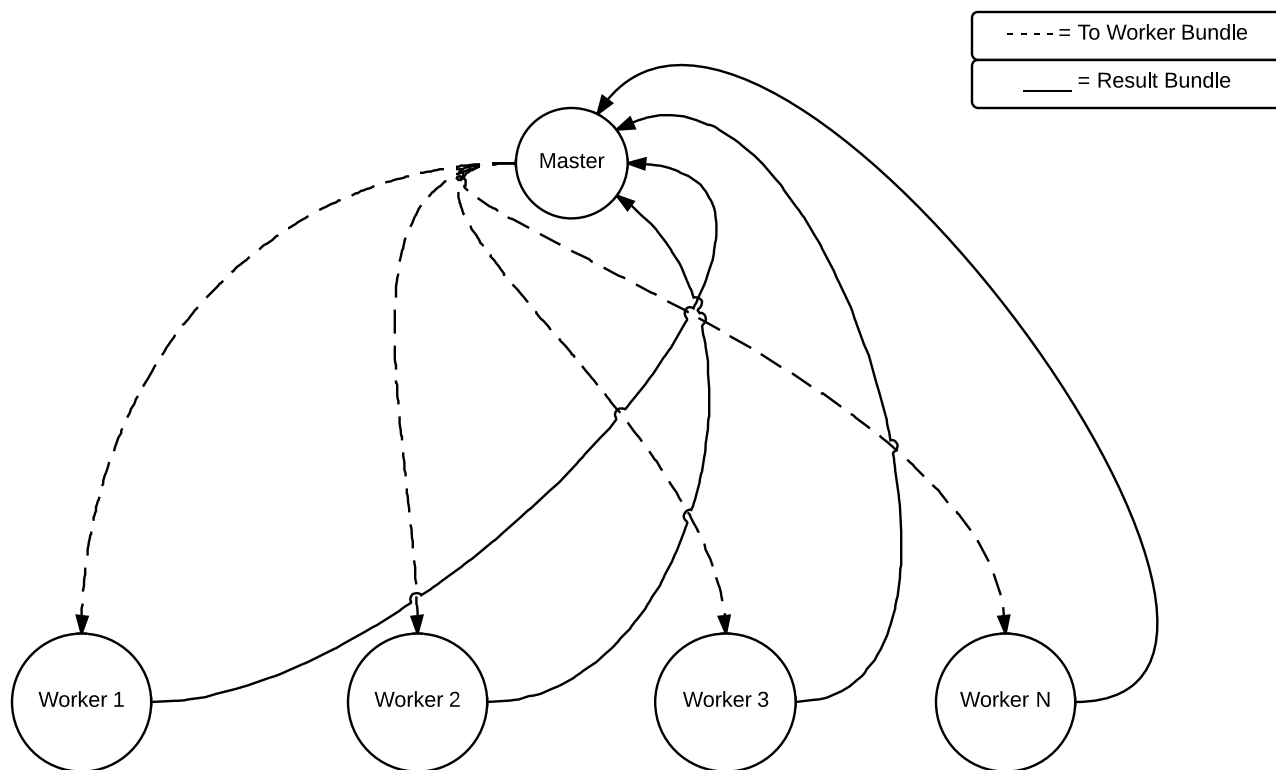 = To Worker Bundle
= Result Bundle
Master
Worker 1
Worker 2
Worker 3
Worker N